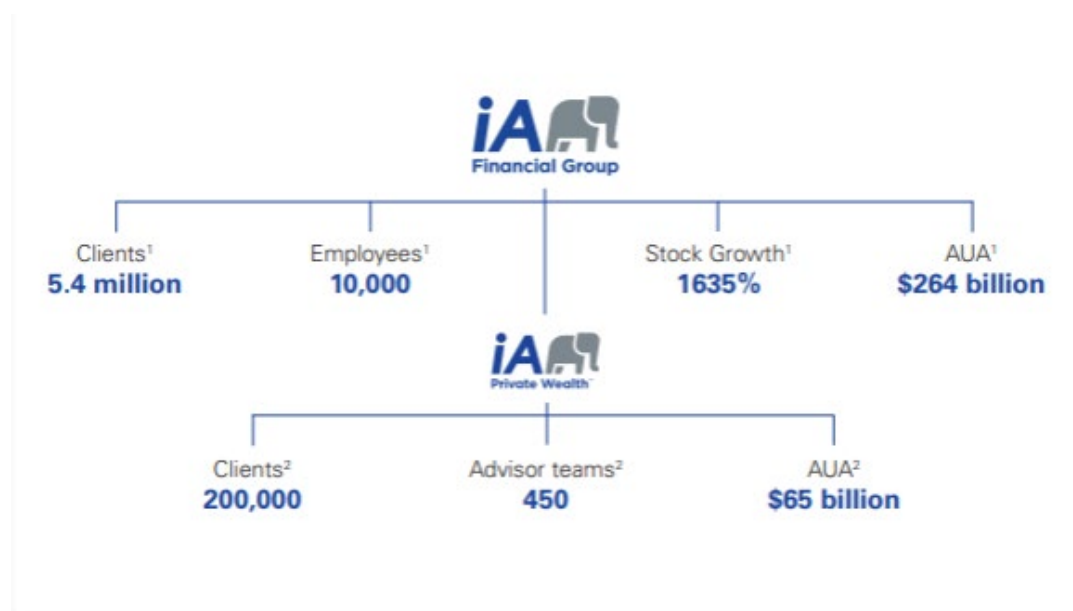 iA
Financial Group
Clients¹ Employees¹ Stock Growth¹ AUA¹
5.4 million 10,000 1635% $264 billion
iA
Private Wealth™
Clients² Advisor teams² AUA²
200,000 450 $65 billion